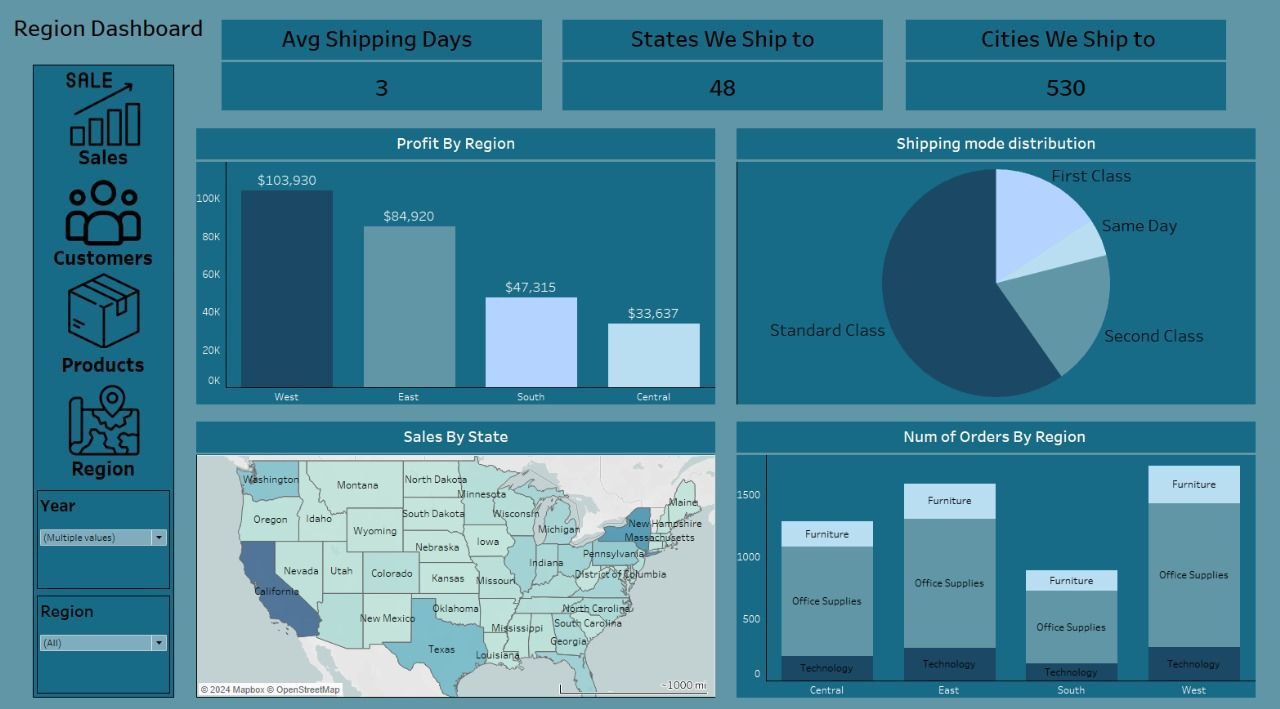 Region Dashboard
Avg Shipping Days
3
States We Ship to
48
Cities We Ship to
530
SALE
Sales
Customers
Products
Region
Year
(Multiple values)
Region
(All)
Profit By Region
100K
80K
60K
40K
20K
0K
$103,930
$84,920
$47,315
$33,637
West
East
South
Central
Shipping mode distribution
First Class
Same Day
Second Class
Standard Class
Sales By State
Washington
Montana
North Dakota
Minnesota
Maine
Oregon
Idaho
South Dakota
Wisconsin
Michigan
New Hampshire
Massachusetts
Wyoming
Nebraska
Iowa
Pennsylvania
Nevada
Utah
Colorado
Kansas
Missouri
Indiana
District of Columbia
California
New Mexico
Oklahoma
North Carolina
South Carolina
Mississippi
Georgia
Texas
Louisiana
© 2024 Mapbox © OpenStreetMap
~1000 mi
Num of Orders By Region
1500
1000
500
0
Furniture
Office Supplies
Technology
Furniture
Office Supplies
Technology
Furniture
Office Supplies
Technology
Furniture
Office Supplies
Technology
Central
East
South
West